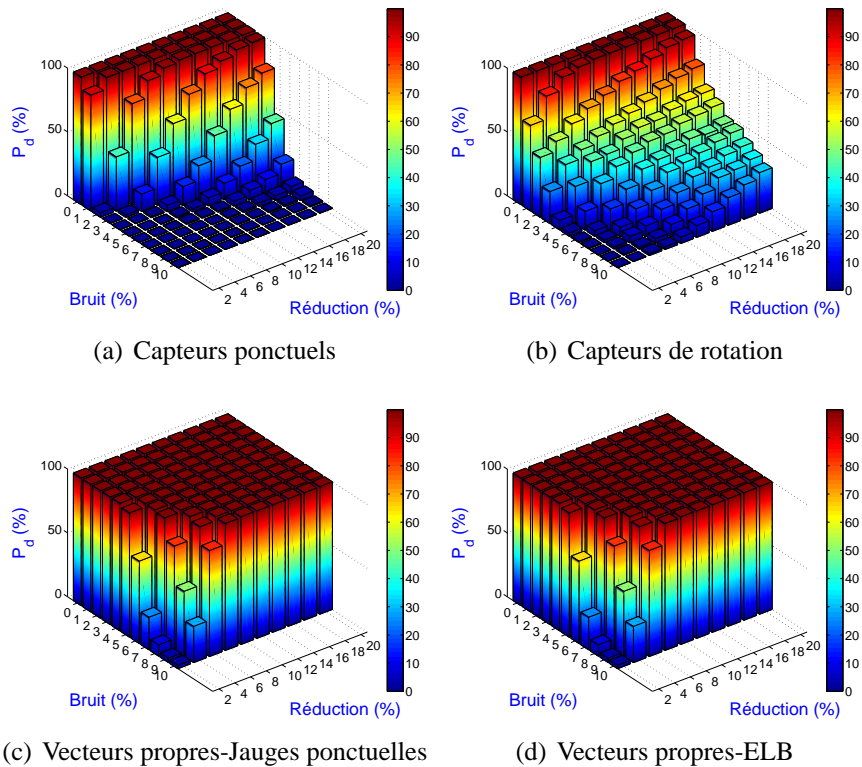 100
50
0
P_d (%)
0 1 2 3 4 5 6 7 8 9 10
Bruit (%)
2 4 6 8 10 12 14 16 18 20
Réduction (%)
90
80
70
60
50
40
30
20
10
0
(a) Capteurs ponctuels
100
50
0
P_d (%)
0 1 2 3 4 5 6 7 8 9 10
Bruit (%)
2 4 6 8 10 12 14 16 18 20
Réduction (%)
90
80
70
60
50
40
30
20
10
0
(b) Capteurs de rotation
100
50
0
P_d (%)
0 1 2 3 4 5 6 7 8 9 10
Bruit (%)
2 4 6 8 10 12 14 16 18 20
Réduction (%)
90
80
70
60
50
40
30
20
10
0
(c) Vecteurs propres-Jauges ponctuelles
100
50
0
P_d (%)
0 1 2 3 4 5 6 7 8 9 10
Bruit (%)
2 4 6 8 10 12 14 16 18 20
Réduction (%)
90
80
70
60
50
40
30
20
10
0
(d) Vecteurs propres-ELB